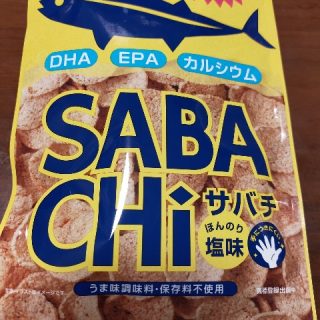 DHA EPA カルシウム
SABA
CHi サバチ
ほんのり
塩味
うま味調味料・保存料不使用